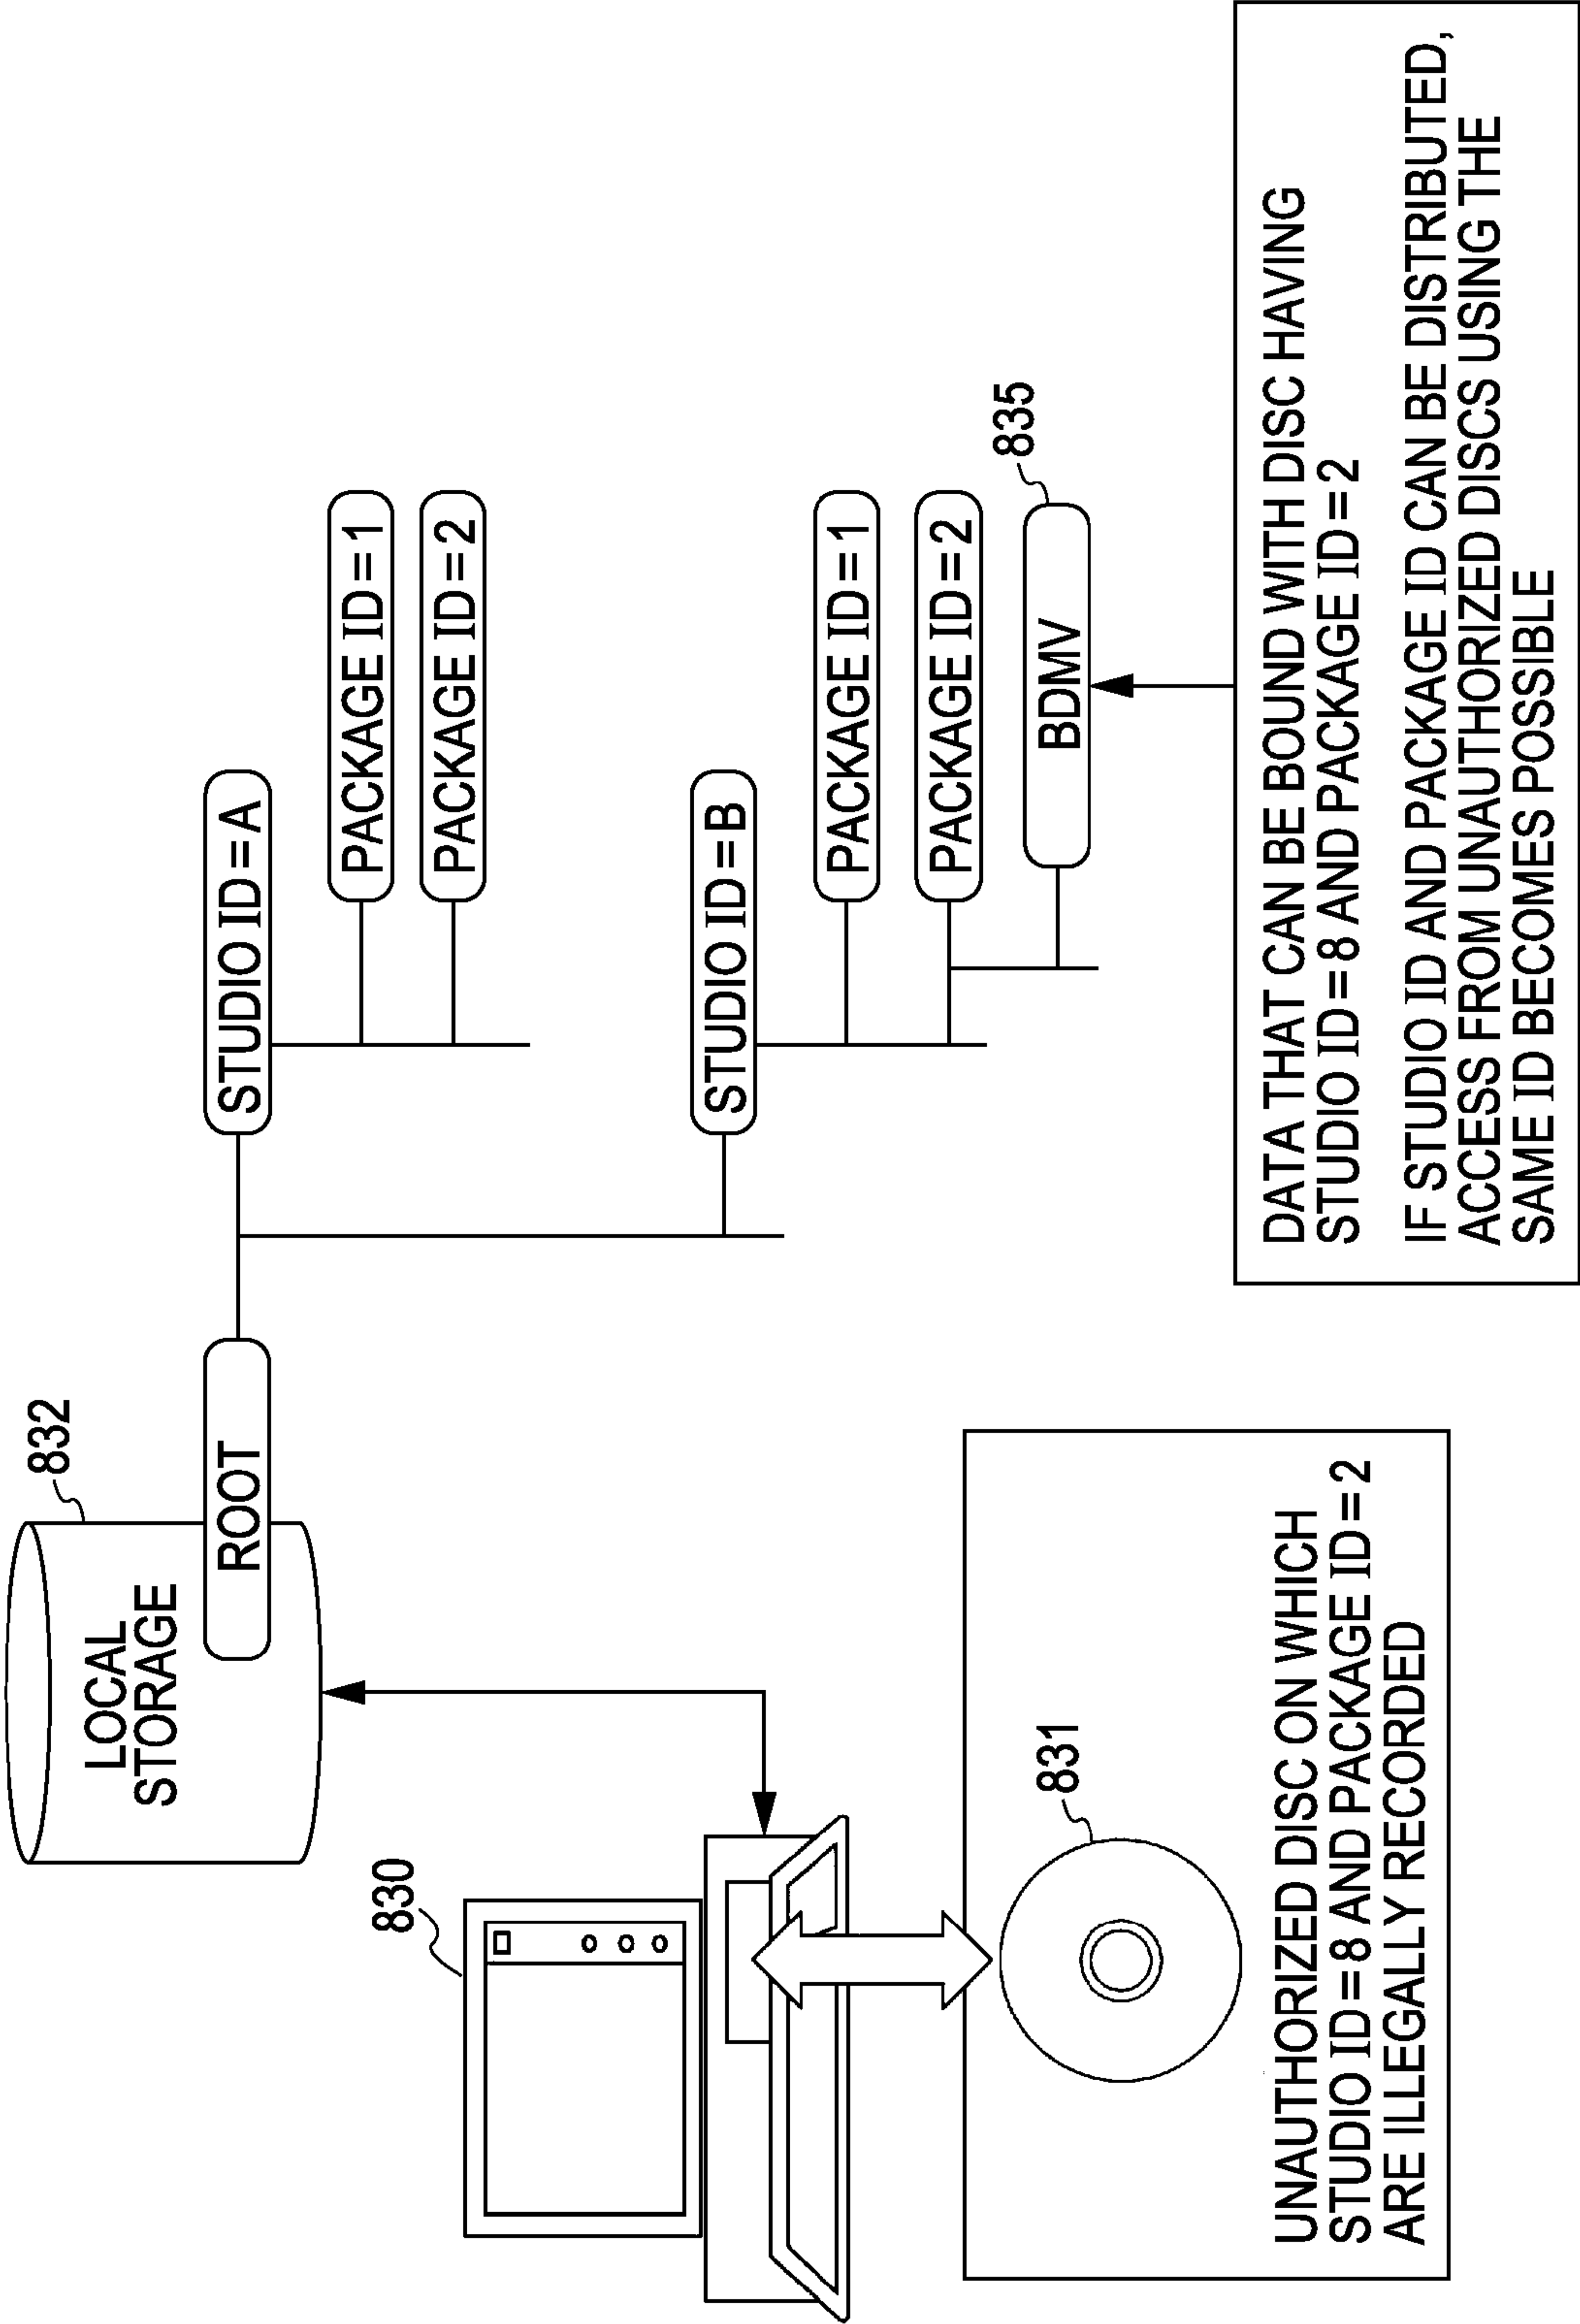 832
LOCAL
STORAGE
ROOT
STUDIO ID=A
PACKAGE ID=1
PACKAGE ID=2
STUDIO ID=B
PACKAGE ID=1
PACKAGE ID=2
835
BDMV
830
831
UNAUTHORIZED DISC ON WHICH
STUDIO ID=8 AND PACKAGE ID=2
ARE ILLEGALLY RECORDED
DATA THAT CAN BE BOUND WITH DISC HAVING
STUDIO ID=8 AND PACKAGE ID=2
IF STUDIO ID AND PACKAGE ID CAN BE DISTRIBUTED,
ACCESS FROM UNAUTHORIZED DISCS USING THE
SAME ID BECOMES POSSIBLE